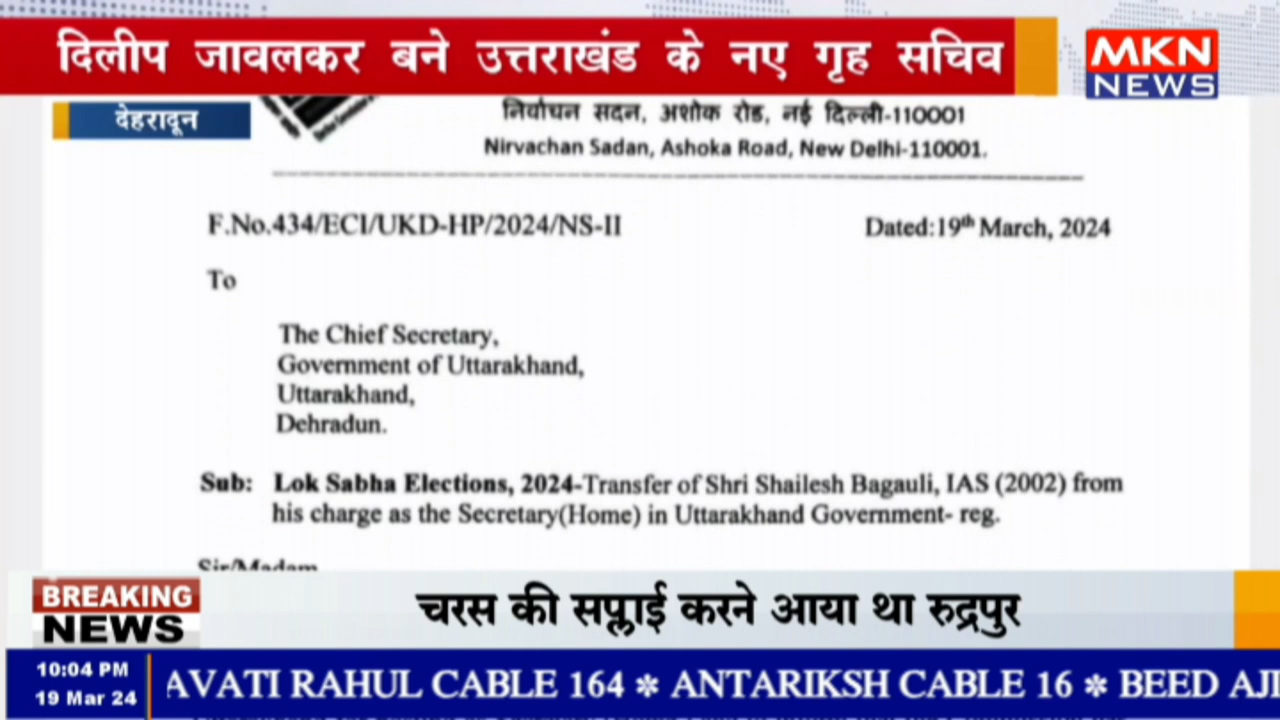 दिलीप जावलकर बने उत्तराखंड के नए गृह सचिव
MKN
NEWS
देहरादून
निर्वाचन सदन, अशोक रोड, नई दिल्ली-110001
Nirvachan Sadan, Ashoka Road, New Delhi-110001.
F.No.434/ECI/UKD-HP/2024/NS-II
Dated:19th March, 2024
To
The Chief Secretary,
Government of Uttarakhand,
Uttarakhand,
Dehradun.
Sub: Lok Sabha Elections, 2024-Transfer of Shri Shailesh Bagauli, IAS (2002) from
his charge as the Secretary(Home) in Uttarakhand Government- reg.
Sir/Madam
BREAKING
NEWS
चरस की सप्लाई करने आया था रुद्रपुर
10:04 PM
19 Mar 24
AVATI RAHUL CABLE 164 * ANTARIKSH CABLE 16 * BEED AJI